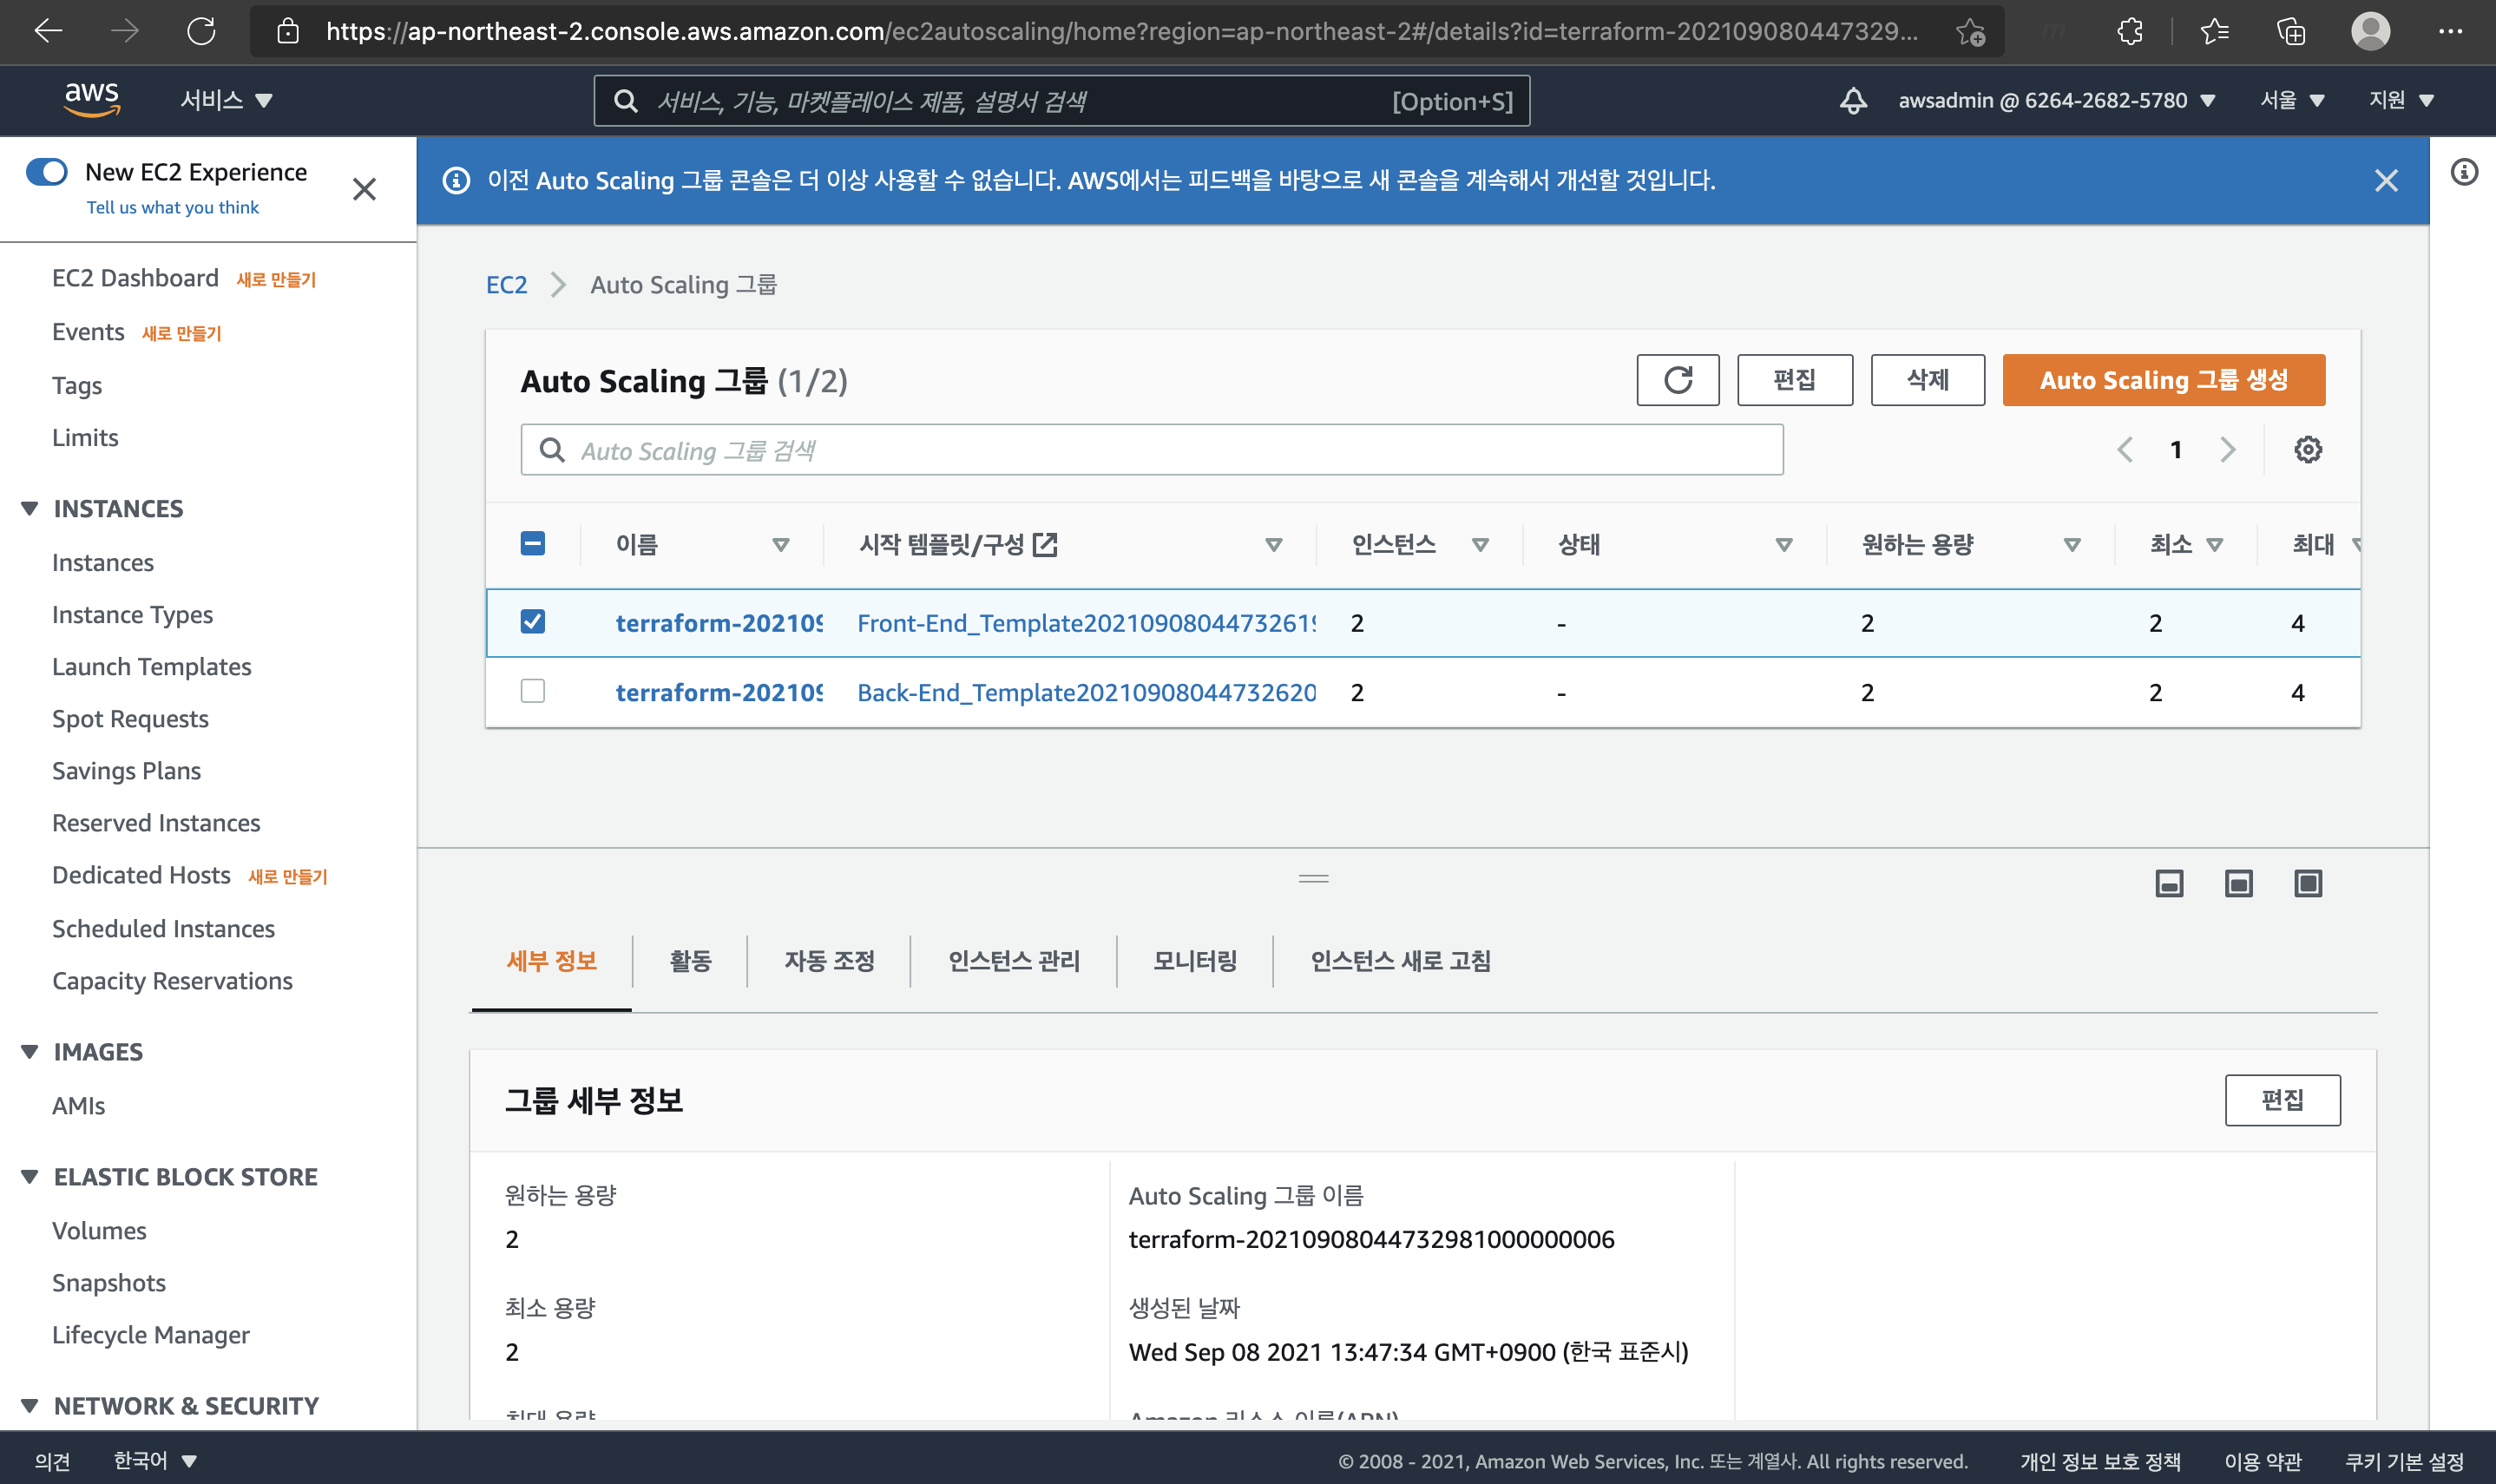 https://ap-northeast-2.console.aws.amazon.com/ec2autoscaling/home?region=ap-northeast-2#/details?id=terraform-202109080447329...
aws
서비스
서비스, 기능, 마켓플레이스 제품, 설명서 검색
[Option+S]
awsadmin @ 6264-2682-5780
서울
지원
New EC2 Experience
Tell us what you think
EC2 Dashboard 새로 만들기
Events 새로 만들기
Tags
Limits
INSTANCES
Instances
Instance Types
Launch Templates
Spot Requests
Savings Plans
Reserved Instances
Dedicated Hosts 새로 만들기
Scheduled Instances
Capacity Reservations
IMAGES
AMIs
ELASTIC BLOCK STORE
Volumes
Snapshots
Lifecycle Manager
NETWORK & SECURITY
이전 Auto Scaling 그룹 콘솔은 더 이상 사용할 수 없습니다. AWS에서는 피드백을 바탕으로 새 콘솔을 계속해서 개선할 것입니다.
EC2 Auto Scaling 그룹
Auto Scaling 그룹 (1/2)
편집
삭제
Auto Scaling 그룹 생성
Auto Scaling 그룹 검색
1
이름 시작 템플릿/구성 인스턴스 상태 원하는 용량 최소 최대
terraform-202109 Front-End_Template20210908044732619 2 - 2 2 4
terraform-202109 Back-End_Template20210908044732620 2 - 2 2 4
세부 정보 활동 자동 조정 인스턴스 관리 모니터링 인스턴스 새로 고침
그룹 세부 정보
편집
원하는 용량
2
최소 용량
2
최대 용량
Auto Scaling 그룹 이름
terraform-20210908044732981000000006
생성된 날짜
Wed Sep 08 2021 13:47:34 GMT+0900 (한국 표준시)
Amazon 리소스 이름(ARN)
의견
한국어
© 2008 - 2021, Amazon Web Services, Inc. 또는 계열사. All rights reserved.
개인 정보 보호 정책
이용 약관
쿠키 기본 설정